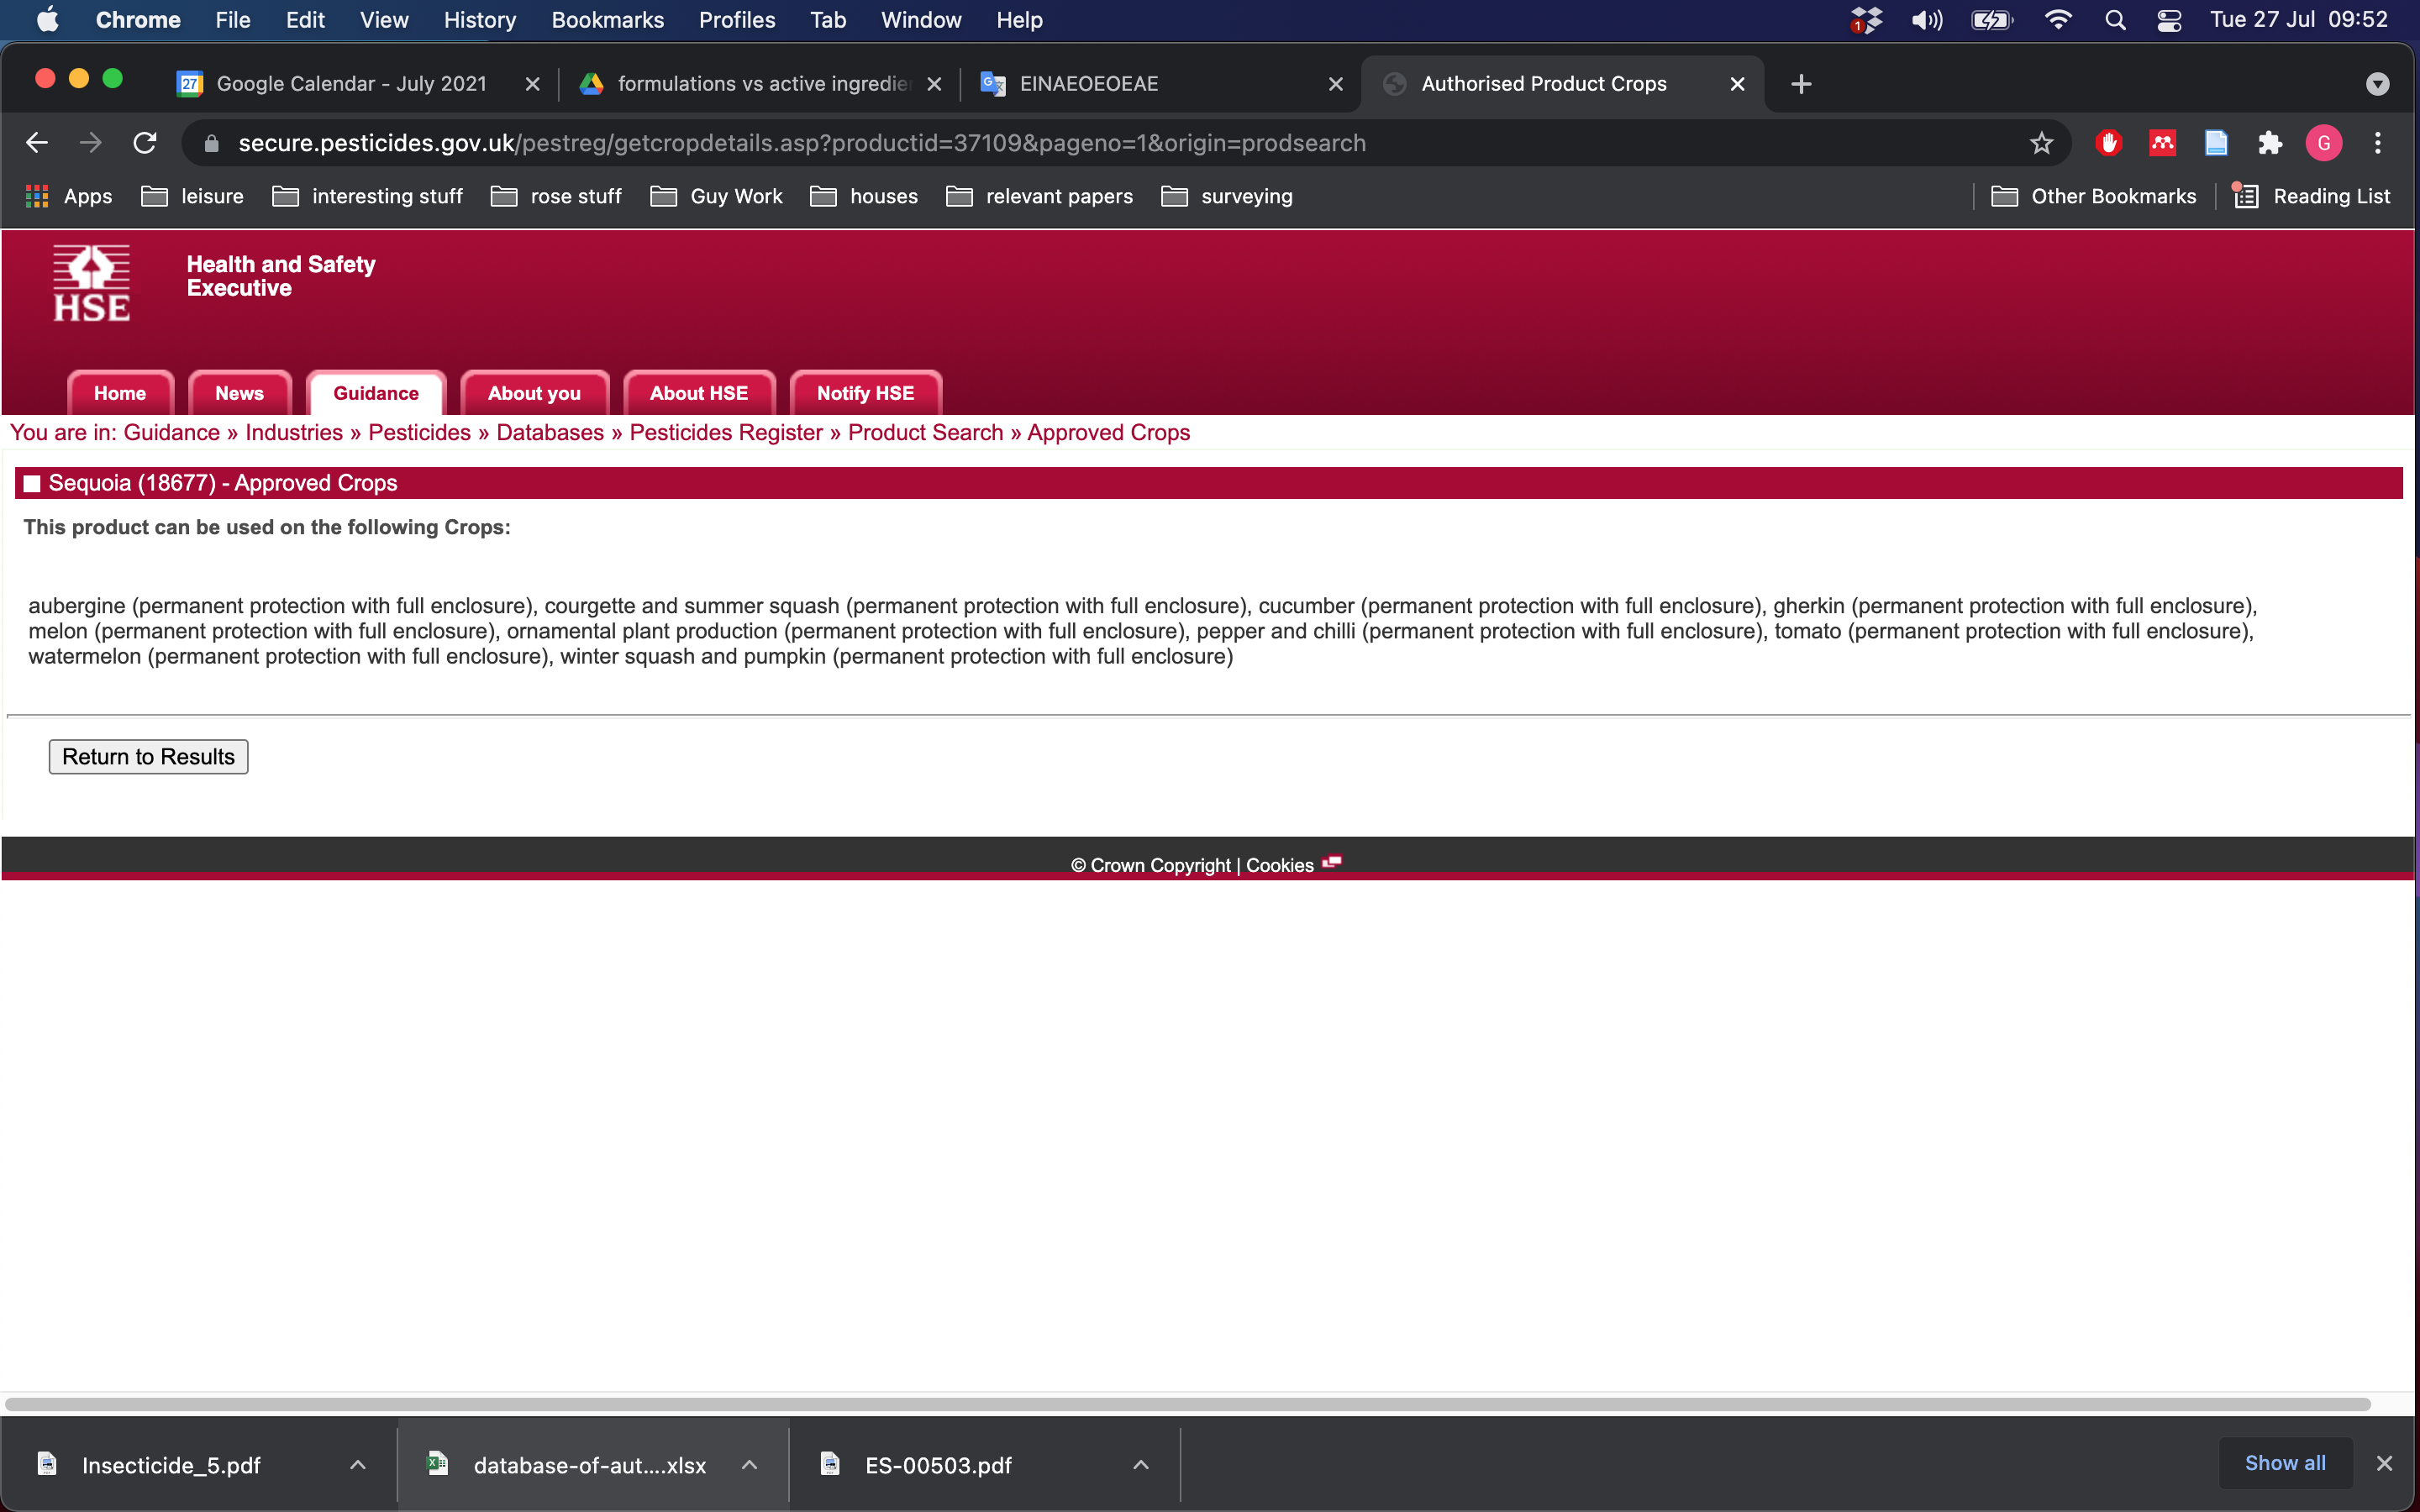 Chrome File Edit View History Bookmarks Profiles Tab Window Help 1 Tue 27 Jul 09:52
27 Google Calendar - July 2021 formulations vs active ingredie EINAEOEOEAE Authorised Product Crops
secure.pesticides.gov.uk/pestreg/getcropdetails.asp?productid=37109&pageno=1&origin=prodsearch G
Apps leisure interesting stuff rose stuff Guy Work houses relevant papers surveying Other Bookmarks Reading List
HSE
Health and Safety
Executive
Home News Guidance About you About HSE Notify HSE
You are in: Guidance » Industries » Pesticides » Databases » Pesticides Register » Product Search » Approved Crops
Sequoia (18677) - Approved Crops
This product can be used on the following Crops:
aubergine (permanent protection with full enclosure), courgette and summer squash (permanent protection with full enclosure), cucumber (permanent protection with full enclosure), gherkin (permanent protection with full enclosure),
melon (permanent protection with full enclosure), ornamental plant production (permanent protection with full enclosure), pepper and chilli (permanent protection with full enclosure), tomato (permanent protection with full enclosure),
watermelon (permanent protection with full enclosure), winter squash and pumpkin (permanent protection with full enclosure)
Return to Results
© Crown Copyright | Cookies
Insecticide_5.pdf database-of-aut....xlsx ES-00503.pdf Show all